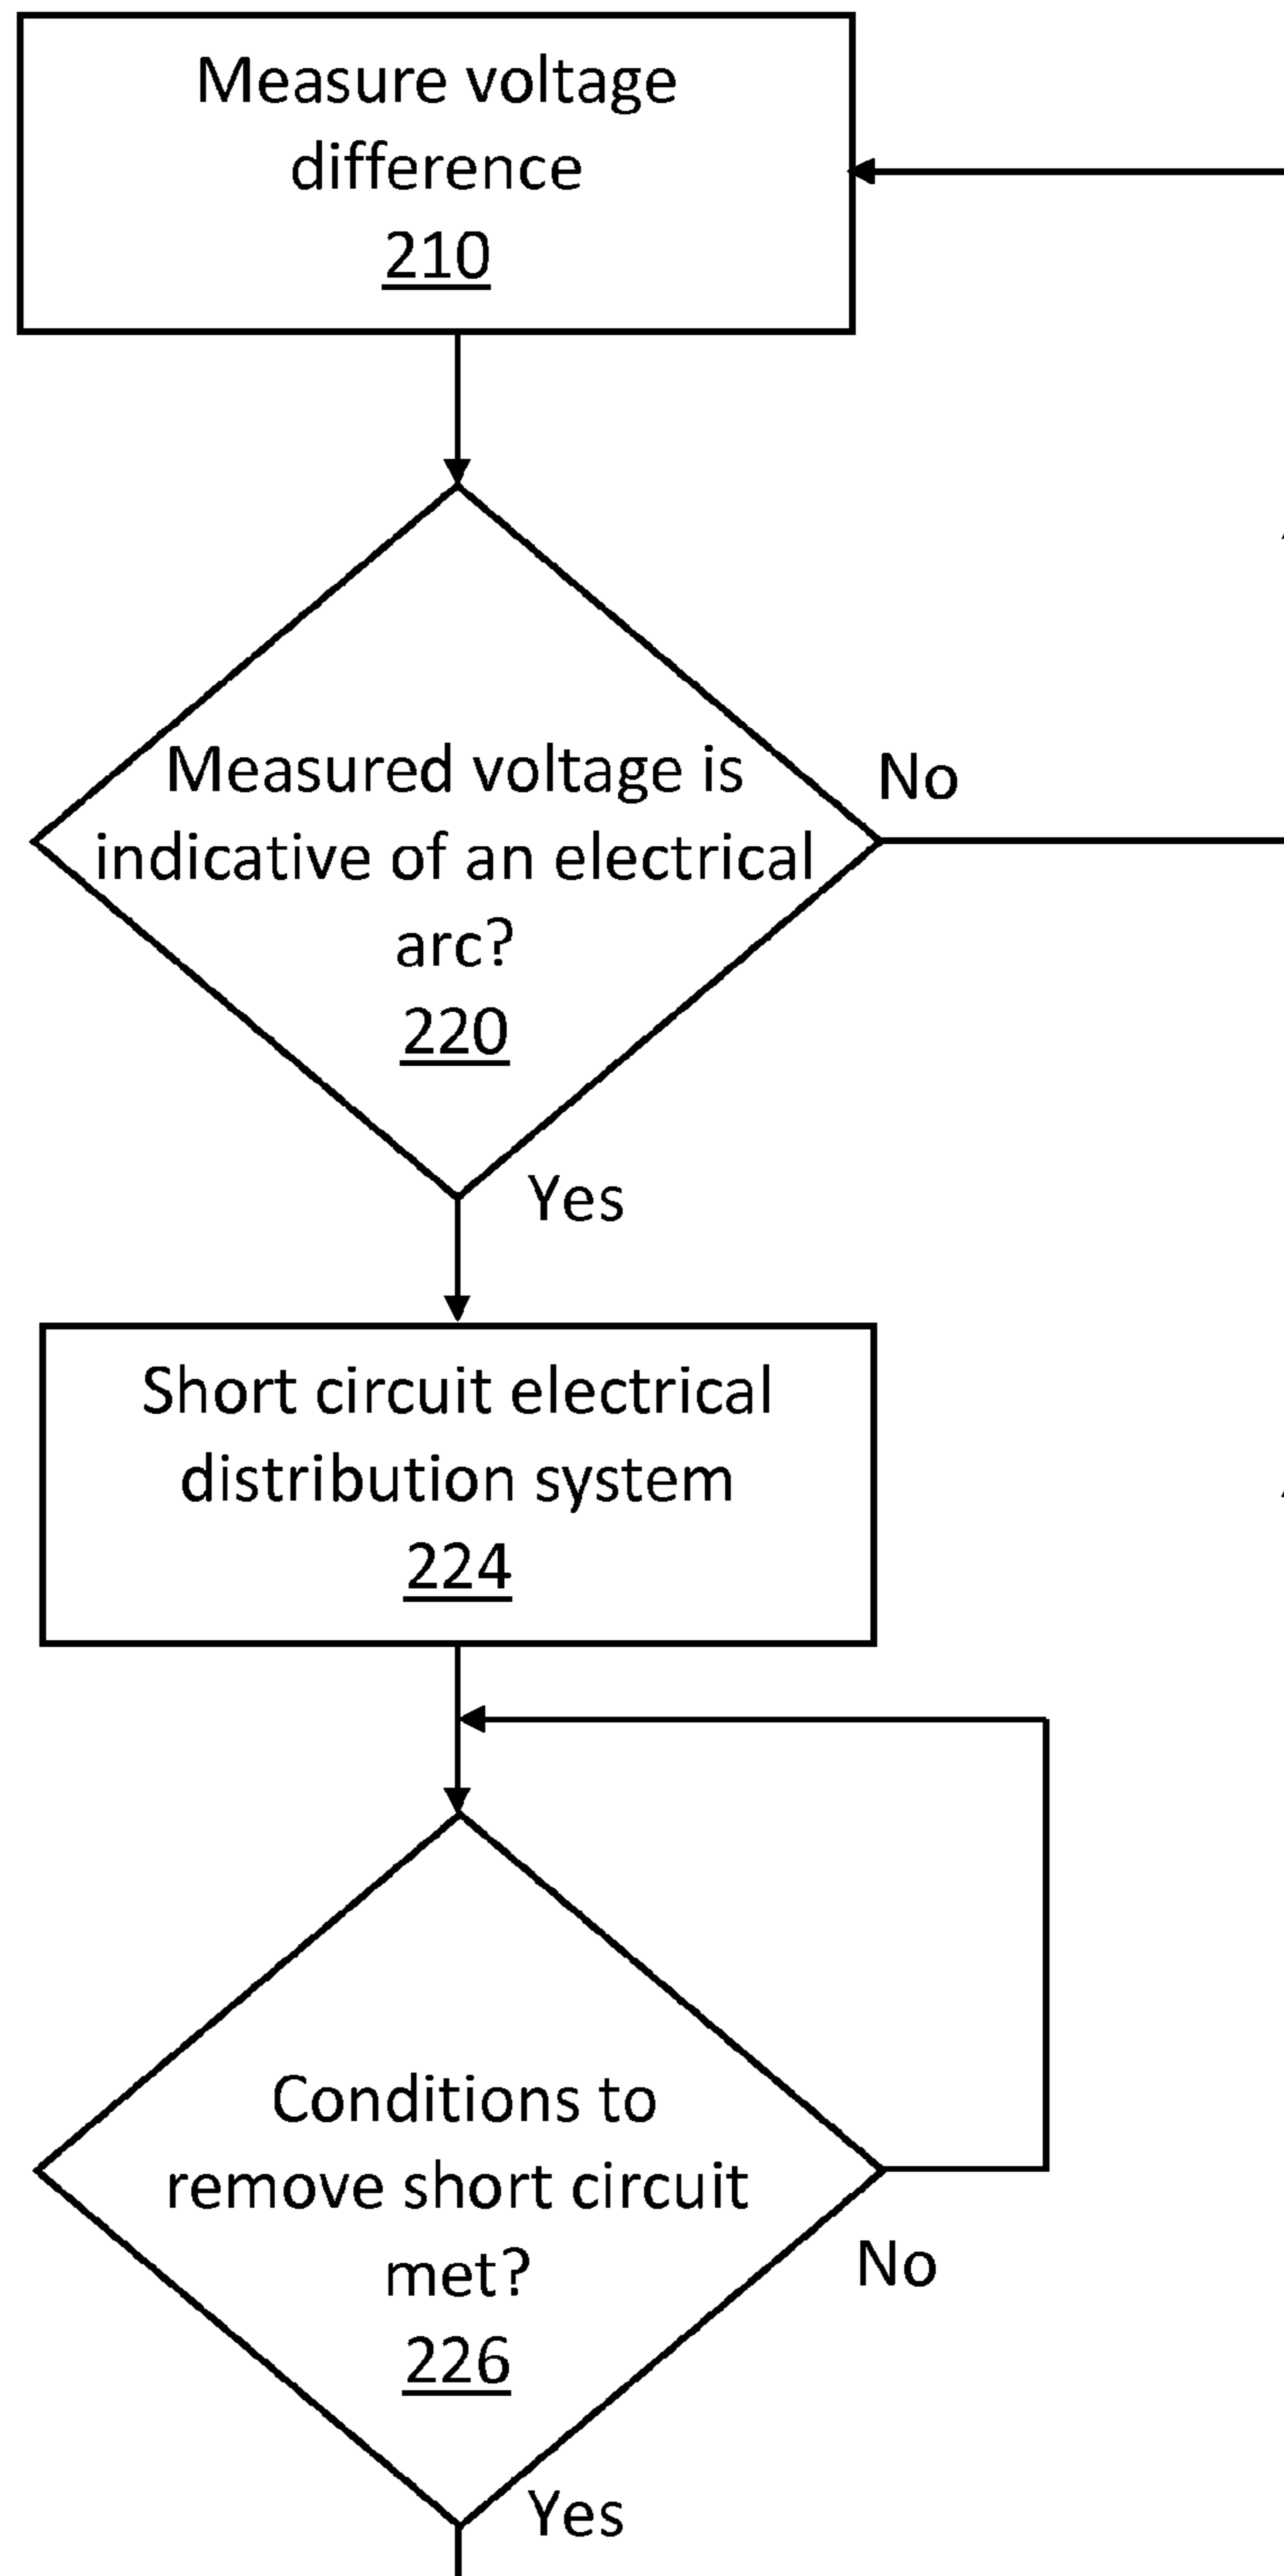 Measure voltage
difference
210
Measured voltage is
indicative of an electrical
arc?
220
No
Yes
Short circuit electrical
distribution system
224
Conditions to
remove short circuit
met?
226
No
Yes